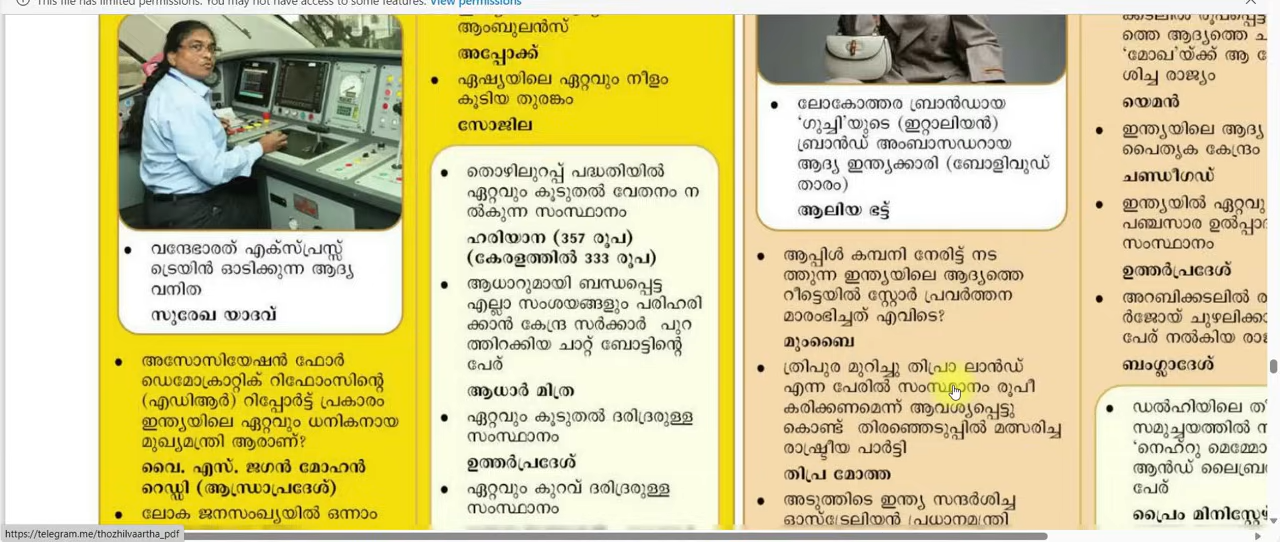 This file has limited permissions. You may not have access to some features. View permissions
വന്ദേഭാരത് എക്സ്പ്രസ്സ്
ട്രെയിൻ ഓടിക്കുന്ന ആദ്യ
വനിത
സുരേഖ യാദവ്
അസോസിയേഷൻ ഫോർ
ഡെമോക്രാറ്റിക് റിഫോംസിന്റെ
(എഡിആർ) റിപ്പോർട്ട് പ്രകാരം
ഇന്ത്യയിലെ ഏറ്റവും ധനികനായ
മുഖ്യമന്ത്രി ആരാണ്?
വൈ. എസ്. ജഗൻ മോഹൻ
റെഡ്ഡി (ആന്ധ്രാപ്രദേശ്)
ലോക ജനസംഖ്യയിൽ ഒന്നാം
ആംബുലൻസ്
അപ്പോക്ക്
ഏഷ്യയിലെ ഏറ്റവും നീളം
കൂടിയ തുരങ്കം
സോജില
തൊഴിലുറപ്പ് പദ്ധതിയിൽ
ഏറ്റവും കൂടുതൽ വേതനം ന
ൽകുന്ന സംസ്ഥാനം
ഹരിയാന (357 രൂപ)
(കേരളത്തിൽ 333 രൂപ)
ആധാറുമായി ബന്ധപ്പെട്ട
എല്ലാ സംശയങ്ങളും പരിഹരി
ക്കാൻ കേന്ദ്ര സർക്കാർ പുറ
ത്തിറക്കിയ ചാറ്റ് ബോട്ടിന്റെ
പേര്
ആധാർ മിത്ര
ഏറ്റവും കൂടുതൽ ദരിദ്രരുള്ള
സംസ്ഥാനം
ഉത്തർപ്രദേശ്
ഏറ്റവും കുറവ് ദരിദ്രരുള്ള
സംസ്ഥാനം
ലോകോത്തര ബ്രാൻഡായ
'ഗുച്ചി'യുടെ (ഇറ്റാലിയൻ)
ബ്രാൻഡ് അംബാസഡറായ
ആദ്യ ഇന്ത്യക്കാരി (ബോളിവുഡ്
താരം)
ആലിയ ഭട്ട്
ആപ്പിൾ കമ്പനി നേരിട്ട് നട
ത്തുന്ന ഇന്ത്യയിലെ ആദ്യത്തെ
റീട്ടെയിൽ സ്റ്റോർ പ്രവർത്തന
മാരംഭിച്ചത് എവിടെ?
മുംബൈ
ത്രിപുര മുറിച്ചു തിപ്രാ ലാൻഡ്
എന്ന പേരിൽ സംസ്ഥാനം രൂപീ
കരിക്കണമെന്ന് ആവശ്യപ്പെട്ടു
കൊണ്ട് തിരഞ്ഞെടുപ്പിൽ മത്സരിച്ച
രാഷ്ട്രീയ പാർട്ടി
തിപ്ര മോത്ത
അടുത്തിടെ ഇന്ത്യ സന്ദർശിച്ച
ഓസ്ട്രേലിയൻ പ്രധാനമന്ത്രി
ത്തെ ആദ്യത്തെ ച
'മോഖ'യ്ക്ക് ആ
ശിച്ച രാജ്യം
യെമൻ
ഇന്ത്യയിലെ ആദ്യ
പൈതൃക കേന്ദ്രം
ചണ്ഡീഗഡ്
ഇന്ത്യയിൽ ഏറ്റവു
പഞ്ചസാര ഉൽപ്പാദ
സംസ്ഥാനം
ഉത്തർപ്രദേശ്
അറബിക്കടലിൽ ര
ർജോയ് ചുഴലിക്കാ
പേര് നൽകിയ രാജ
ബംഗ്ലാദേശ്
ഡൽഹിയിലെ തീ
സമുച്ചയത്തിൽ
'നെഹ്റു മെമ്മോ
ആൻഡ് ലൈബ്ര
പേര്
പ്രൈം മിനിസ്റ്റേഴ്
https://telegram.me/thozhilvaartha_pdf